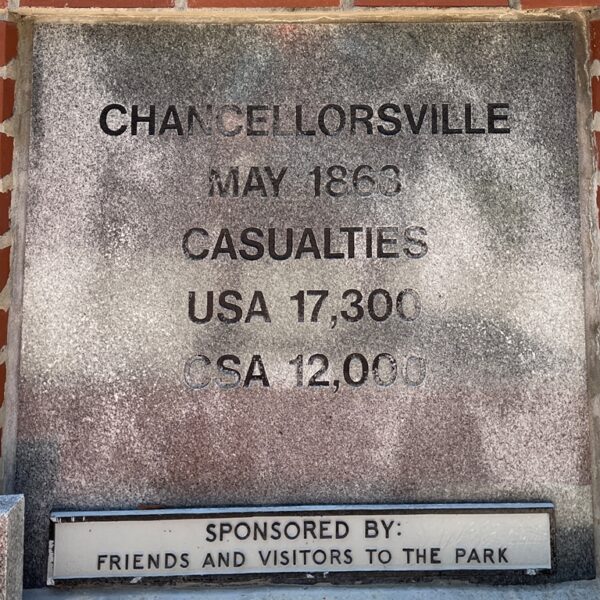 CHANCELLORSVILLE
MAY 1863
CASUALTIES
USA 17,300
CSA 12,000
SPONSORED BY:
FRIENDS AND VISITORS TO THE PARK